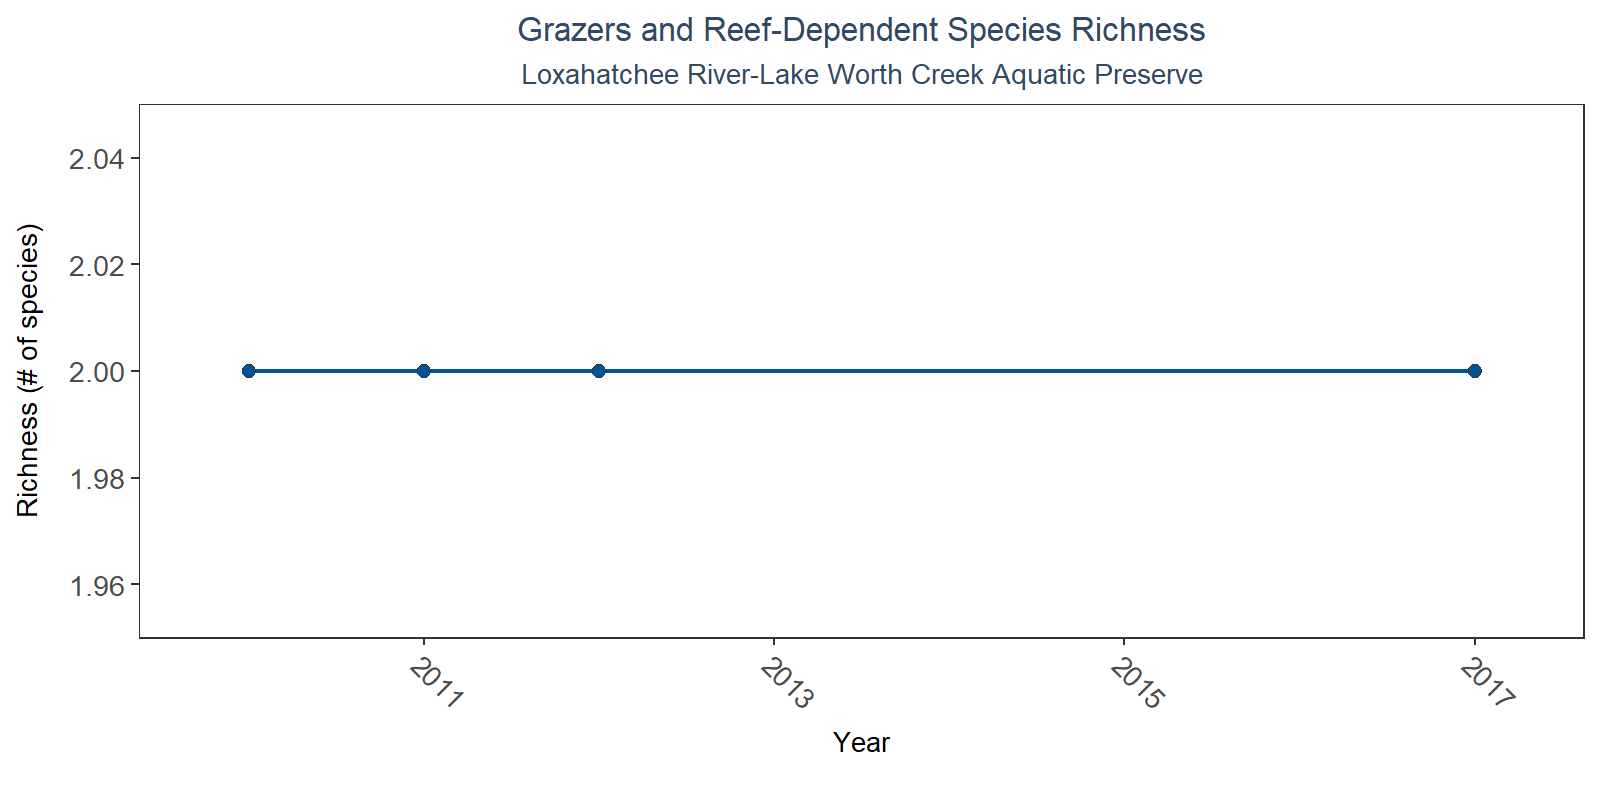 Grazers and Reef-Dependent Species Richness
Loxahatchee River-Lake Worth Creek Aquatic Preserve
Richness (# of species)
2.04
2.02
2.00
1.98
1.96
2011
2013
2015
2017
Year